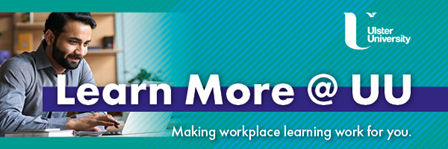 Ulster
University
Learn More @ UU
Making workplace learning work for you.